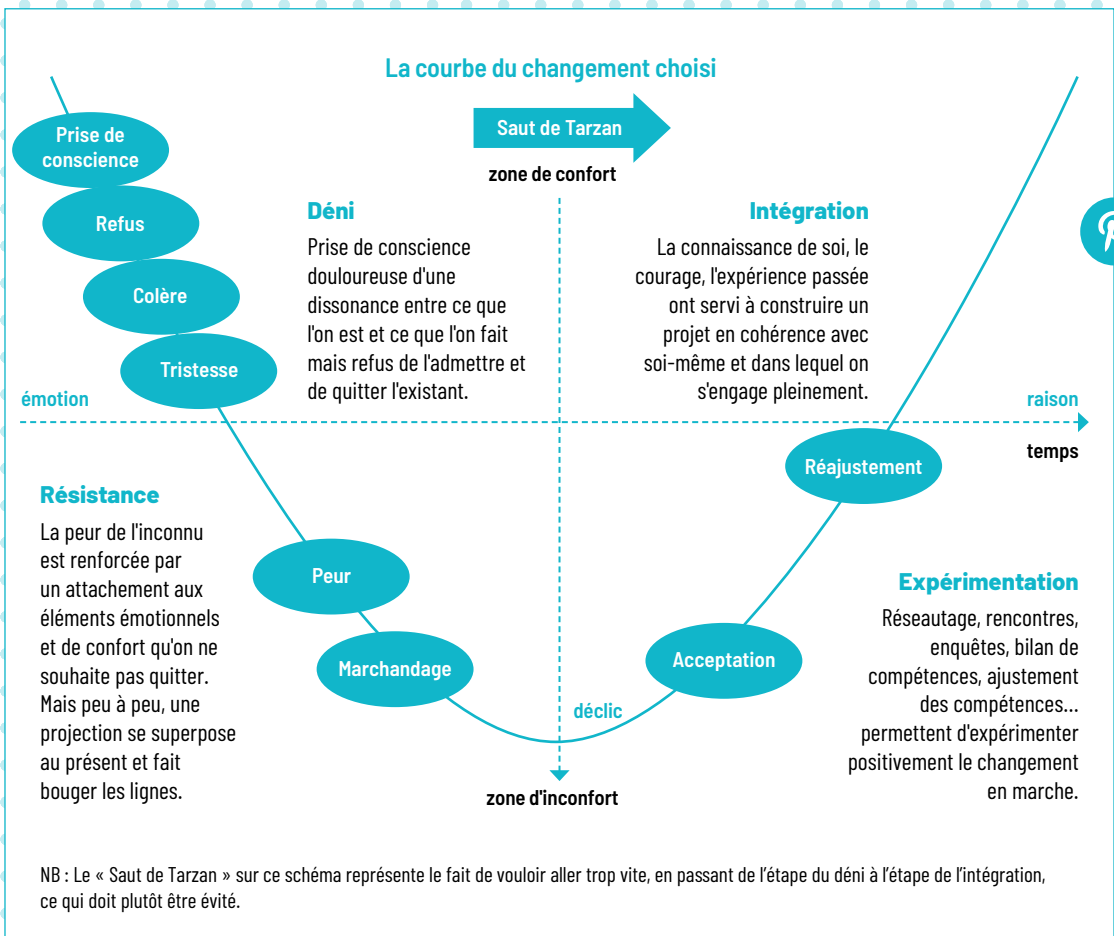 La courbe du changement choisi
Saut de Tarzan
zone de confort
Prise de
conscience
Refus
Colère
Tristesse
Déni
Prise de conscience
douloureuse d'une
dissonance entre ce que
l'on est et ce que l'on fait
mais refus de l'admettre et
de quitter l'existant.
Intégration
La connaissance de soi, le
courage, l'expérience passée
ont servi à construire un
projet en cohérence avec
soi-même et dans lequel on
s'engage pleinement.
émotion
raison
temps
Résistance
La peur de l'inconnu
est renforcée par
un attachement aux
éléments émotionnels
et de confort qu'on ne
souhaite pas quitter.
Mais peu à peu, une
projection se superpose
au présent et fait
bouger les lignes.
Peur
Marchandage
déclic
Acceptation
Réajustement
Expérimentation
Réseautage, rencontres,
enquêtes, bilan de
compétences, ajustement
des compétences...
permettent d'expérimenter
positivement le changement
en marche.
zone d'inconfort
NB : Le « Saut de Tarzan » sur ce schéma représente le fait de vouloir aller trop vite, en passant de l'étape du déni à l'étape de l'intégration,
ce qui doit plutôt être évité.